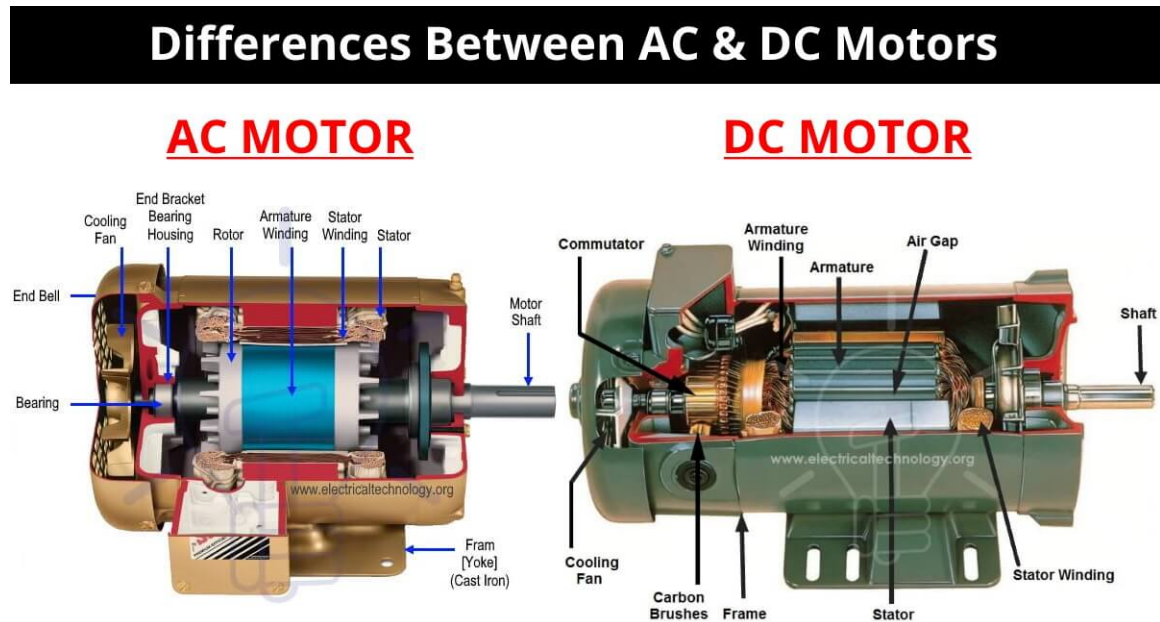 Differences Between AC & DC Motors
AC MOTOR
End Bracket
Bearing
Housing
Cooling
Fan
Rotor
Armature
Winding
Stator
Winding
Stator
End Bell
Bearing
Motor
Shaft
www.electricaltechnology.org
Fram
[Yoke]
(Cast Iron)
DC MOTOR
Commutator
Armature
Winding
Armature
Air Gap
Shaft
www.electricaltechnology.org
Cooling
Fan
Carbon
Brushes
Frame
Stator
Stator Winding